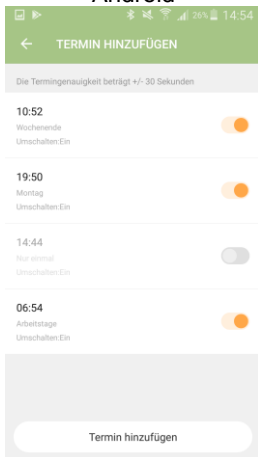 Android
26% 14:54
TERMIN HINZUFÜGEN
Die Termingenauigkeit beträgt +/- 30 Sekunden
10:52
Wochenende
Umschalten:Ein
19:50
Montag
Umschalten:Ein
14:44
Nur einmal
Umschalten:Ein
06:54
Arbeitstage
Umschalten:Ein
Termin hinzufügen